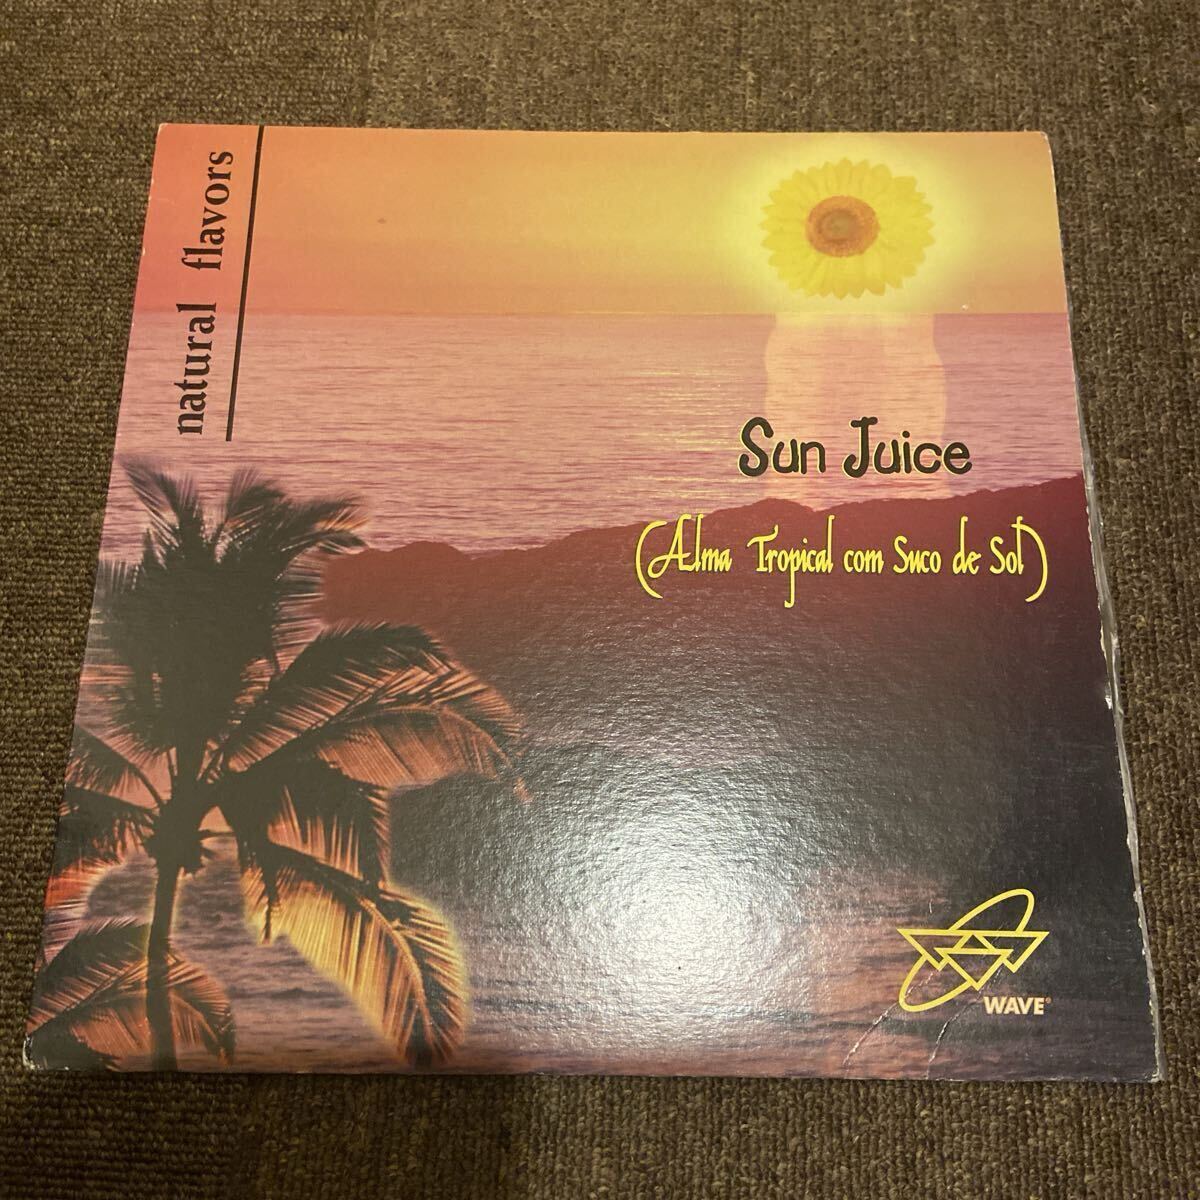 natural flavors
Sun Juice
(Alma Tropical com Suco de Sol)
WAVE®